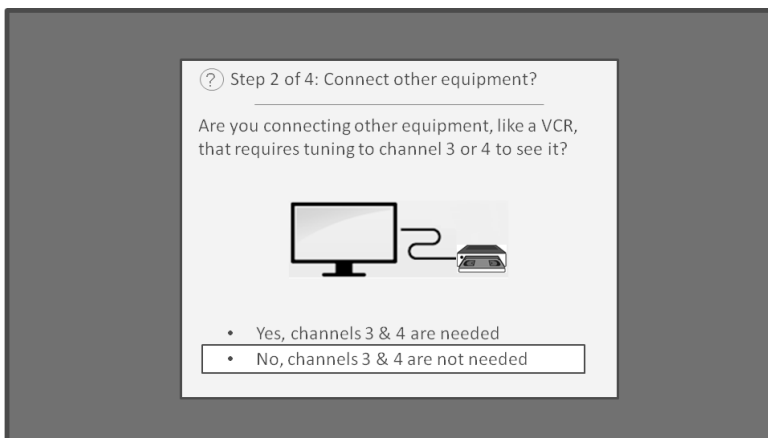 ? Step 2 of 4: Connect other equipment?
Are you connecting other equipment, like a VCR,
that requires tuning to channel 3 or 4 to see it?
• Yes, channels 3 & 4 are needed
• No, channels 3 & 4 are not needed